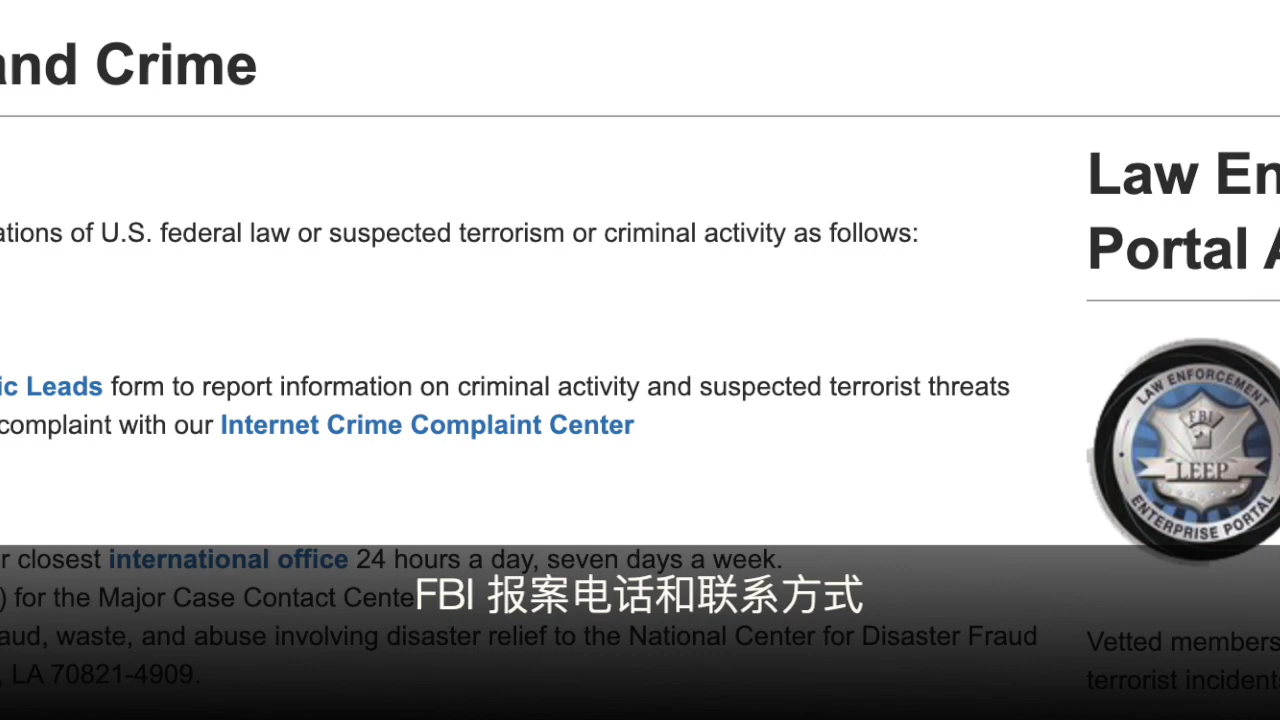 and Crime
ations of U.S. federal law or suspected terrorism or criminal activity as follows:
ic Leads form to report information on criminal activity and suspected terrorist threats
complaint with our Internet Crime Complaint Center
r closest international office 24 hours a day, seven days a week.
) for the Major Case Contact Cente
aud, waste, and abuse involving disaster relief to the National Center for Disaster Fraud
, LA 70821-4909.
Law En
Portal A
LAW ENFORCEMENT
FBI
LEEP
ENTERPRISE PORTAL
Vetted members
terrorist incident
FBI 报案电话和联系方式